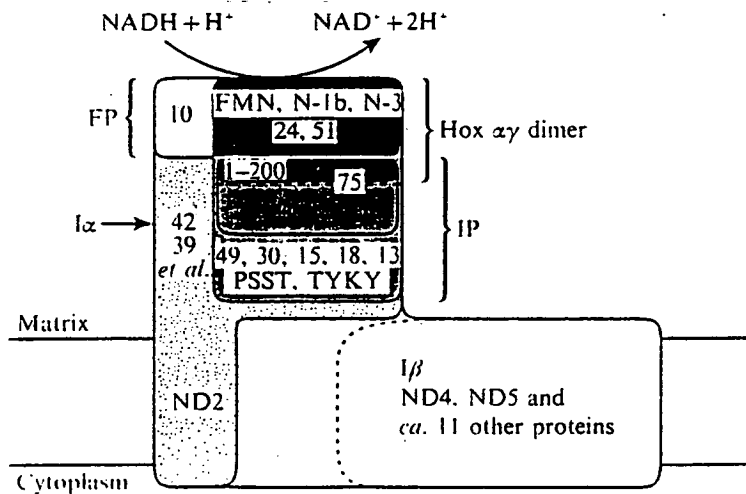 NADH + H⁺ NAD⁺ + 2H⁺
FP
10
FMN, N-1b, N-3
24, 51
Hox αγ dimer
1–200
75
Iα
42
39
et al.
IP
49, 30, 15, 18, 13
PSST, TYKY
Matrix
ND2
Iβ
ND4, ND5 and
ca. 11 other proteins
Cytoplasm